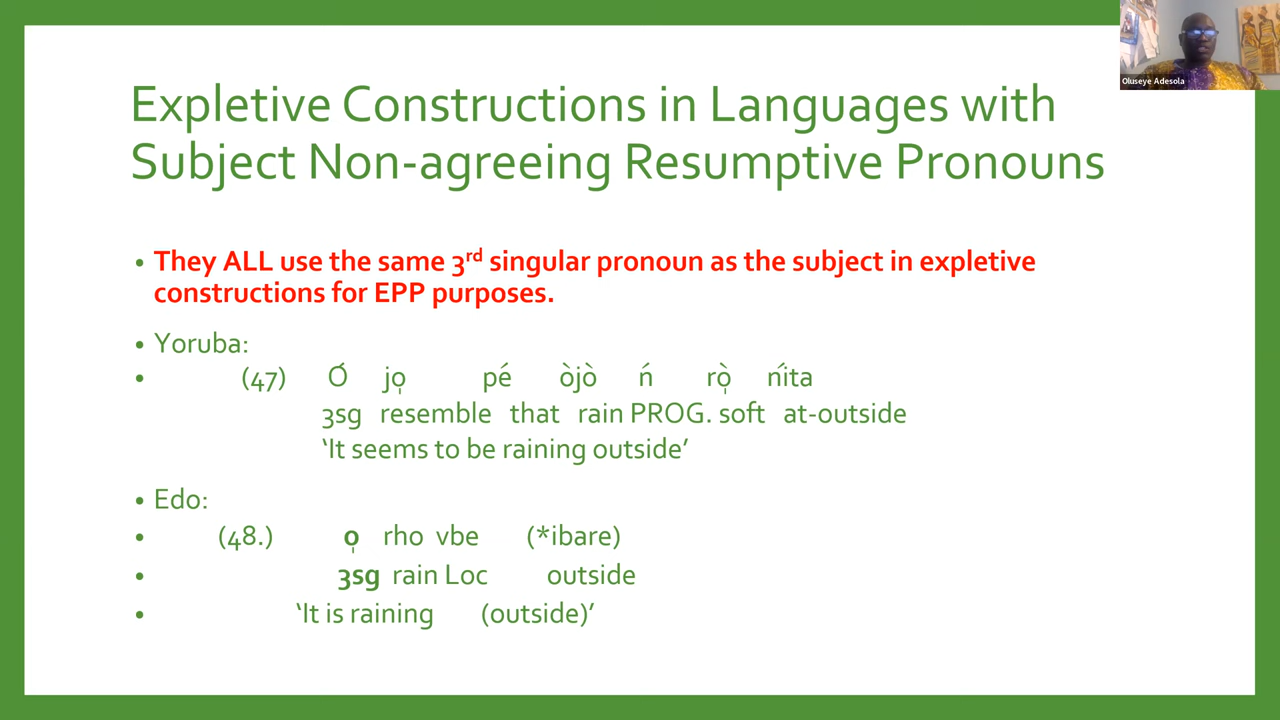 Oluseye Adesola
Expletive Constructions in Languages with
Subject Non-agreeing Resumptive Pronouns
• They ALL use the same 3rd singular pronoun as the subject in expletive
constructions for EPP purposes.
• Yoruba:
• (47) Ó jọ pé òjò ń rọ̀ níta
3sg resemble that rain PROG. soft at-outside
‘It seems to be raining outside’
• Edo:
• (48.) ọ rho vbe (*ibare)
• 3sg rain Loc outside
• ‘It is raining (outside)’